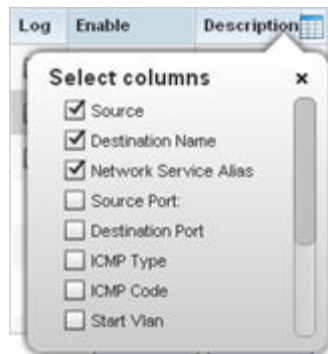 Log Enable Description
Select columns ×
Source
Destination Name
Network Service Alias
Source Port:
Destination Port
ICMP Type
ICMP Code
Start Vlan